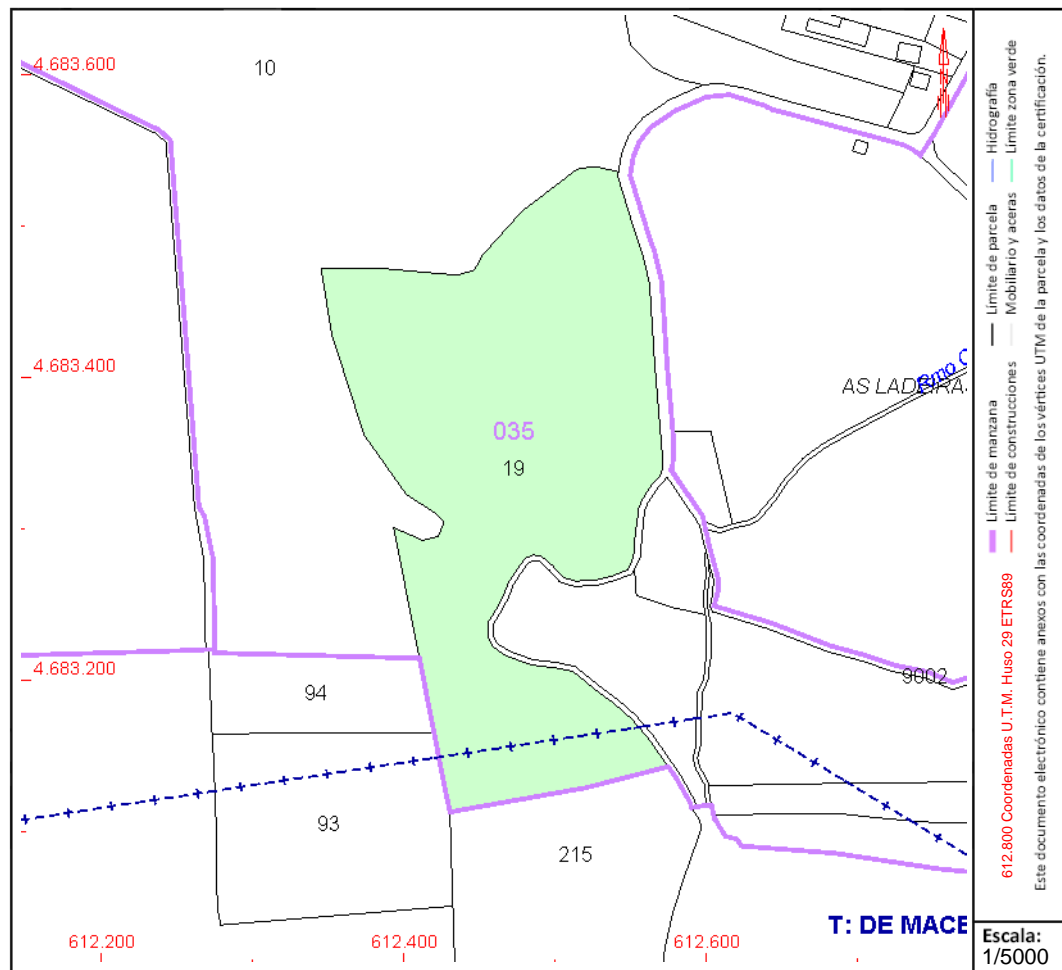 4.683.600
10
4.683.400
AS LADEIRA
035
19
4.683.200
94
9002
93
215
612.200
612.400
612.600
T: DE MACE
Límite de manzana
Límite de parcela
Hidrografía
Límite de construcciones
Mobiliario y aceras
Límite zona verde
612.800 Coordenadas U.T.M. Huso 29 ETRS89
Este documento electrónico contiene anexos con las coordenadas de los vértices UTM de la parcela y los datos de la certificación.
Escala:
1/5000